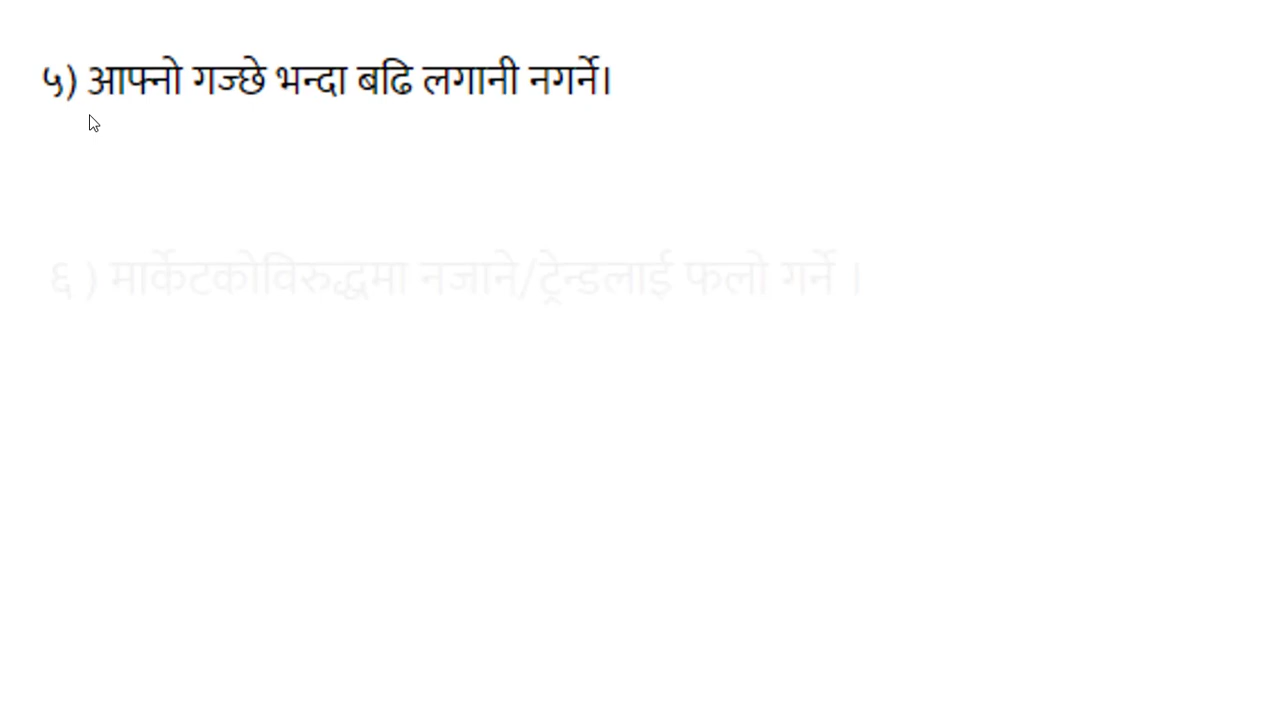 ५) आफ्नो गज्छे भन्दा बढि लगानी नगर्ने।
६ ) मार्केटकोविरुद्धमा नजाने/ट्रेन्डलाई फलो गर्ने ।